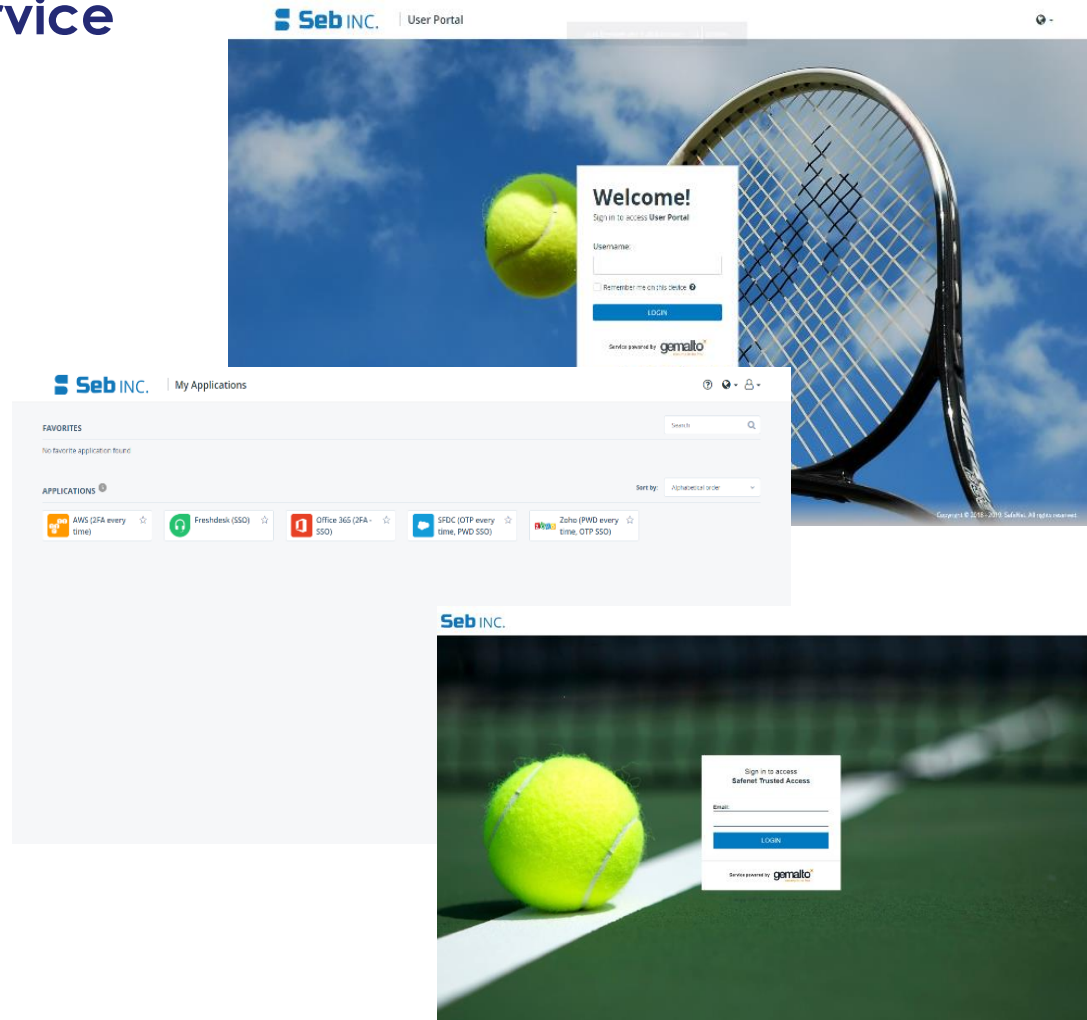 rvice
Seb INC.
User Portal
Welcome!
Sign in to access User Portal
Username:
Remember me on this device
LOGIN
Service powered by gemalto
Copyright © 2018 - 2019. SafeNet. All rights reserved.
Seb INC.
My Applications
FAVORITES
Search
No favorite application found
APPLICATIONS
Sort by:
Alphabetical order
AWS (2FA every
time)
Freshdesk (SSO)
Office 365 (2FA -
SSO)
SFDC (OTP every
time, PWD SSO)
Zoho (PWD every
time, OTP SSO)
Seb INC.
Sign in to access
Safenet Trusted Access
Email:
LOGIN
Service powered by gemalto